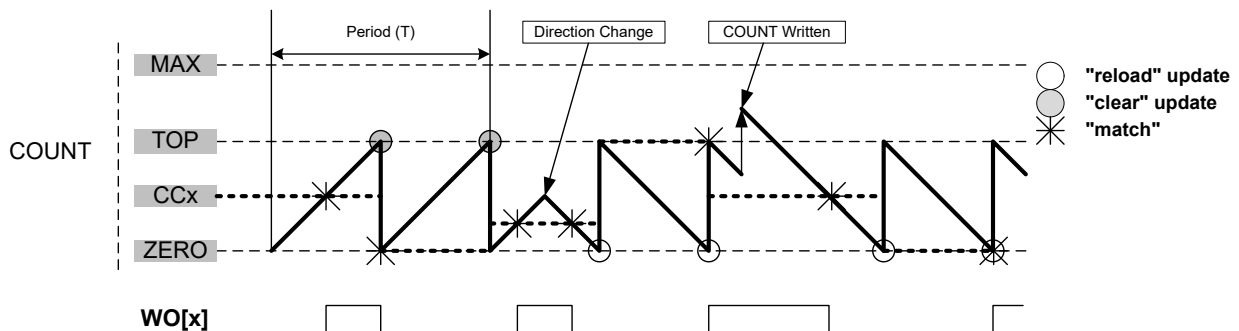 Period (T)
Direction Change
COUNT Written
MAX
"reload" update
"clear" update
TOP
"match"
COUNT
CCx
ZERO
WO[x]